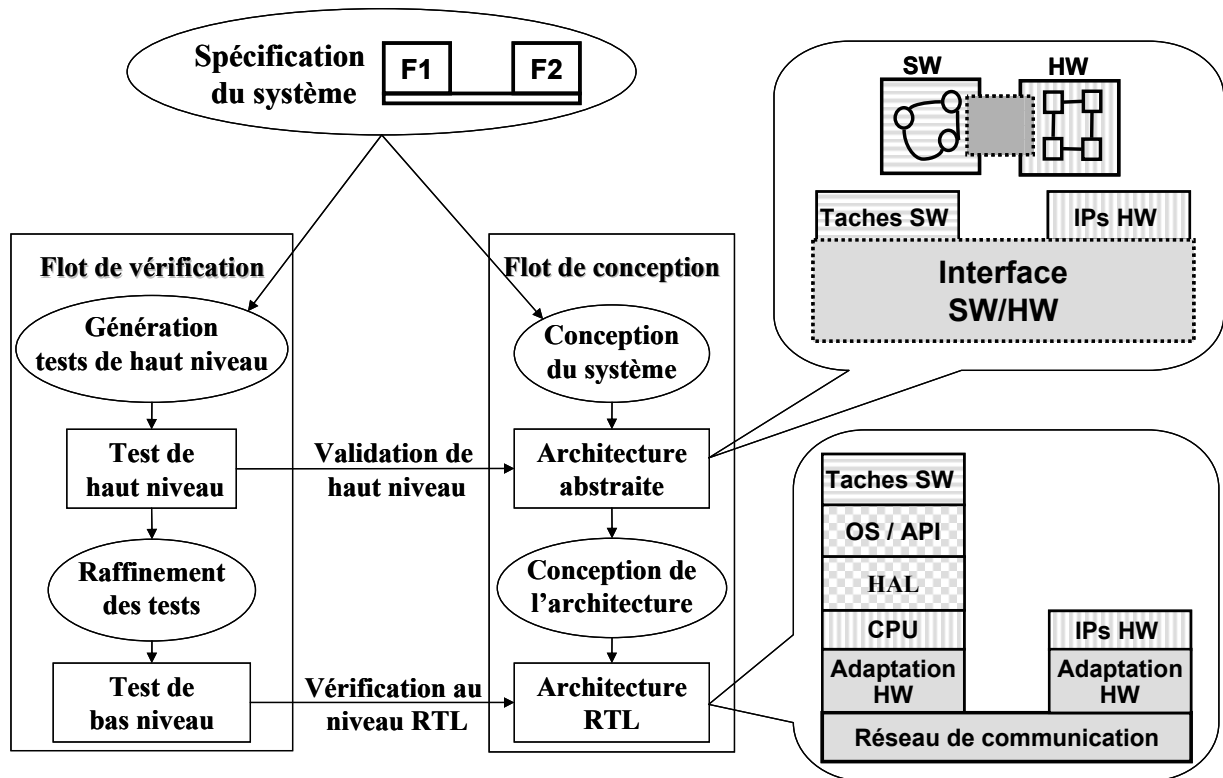 Spécification
du système
F1
F2
Flot de vérification
Génération
tests de haut niveau
Test de
haut niveau
Raffinement
des tests
Test de
bas niveau
Validation de
haut niveau
Vérification au
niveau RTL
Flot de conception
Conception
du système
Architecture
abstraite
Conception de
l’architecture
Architecture
RTL
SW
HW
Taches SW
IPs HW
Interface
SW/HW
Taches SW
OS / API
HAL
CPU
Adaptation
HW
IPs HW
Adaptation
HW
Réseau de communication